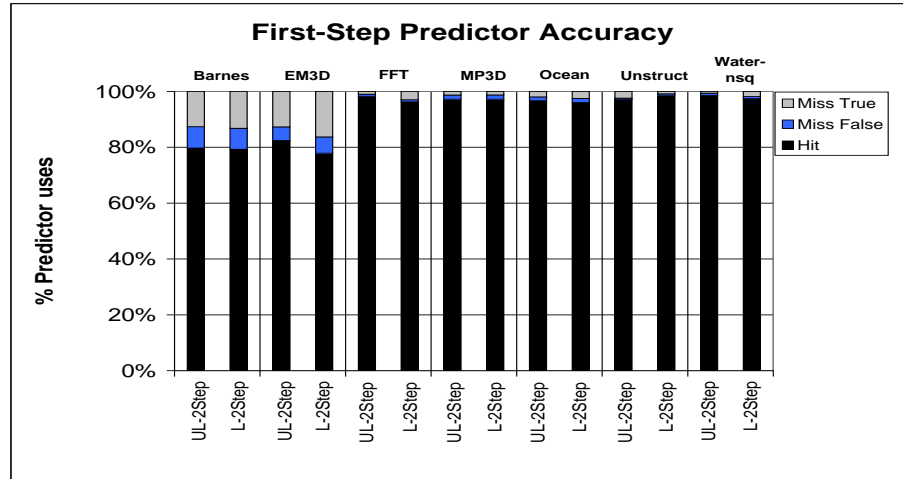 First-Step Predictor Accuracy
Barnes EM3D FFT MP3D Ocean Unstruct Water-
nsq
100%
80%
60%
40%
20%
0%
% Predictor uses
Miss True
Miss False
Hit
UL-2Step
L-2Step
UL-2Step
L-2Step
UL-2Step
L-2Step
UL-2Step
L-2Step
UL-2Step
L-2Step
UL-2Step
L-2Step
UL-2Step
L-2Step